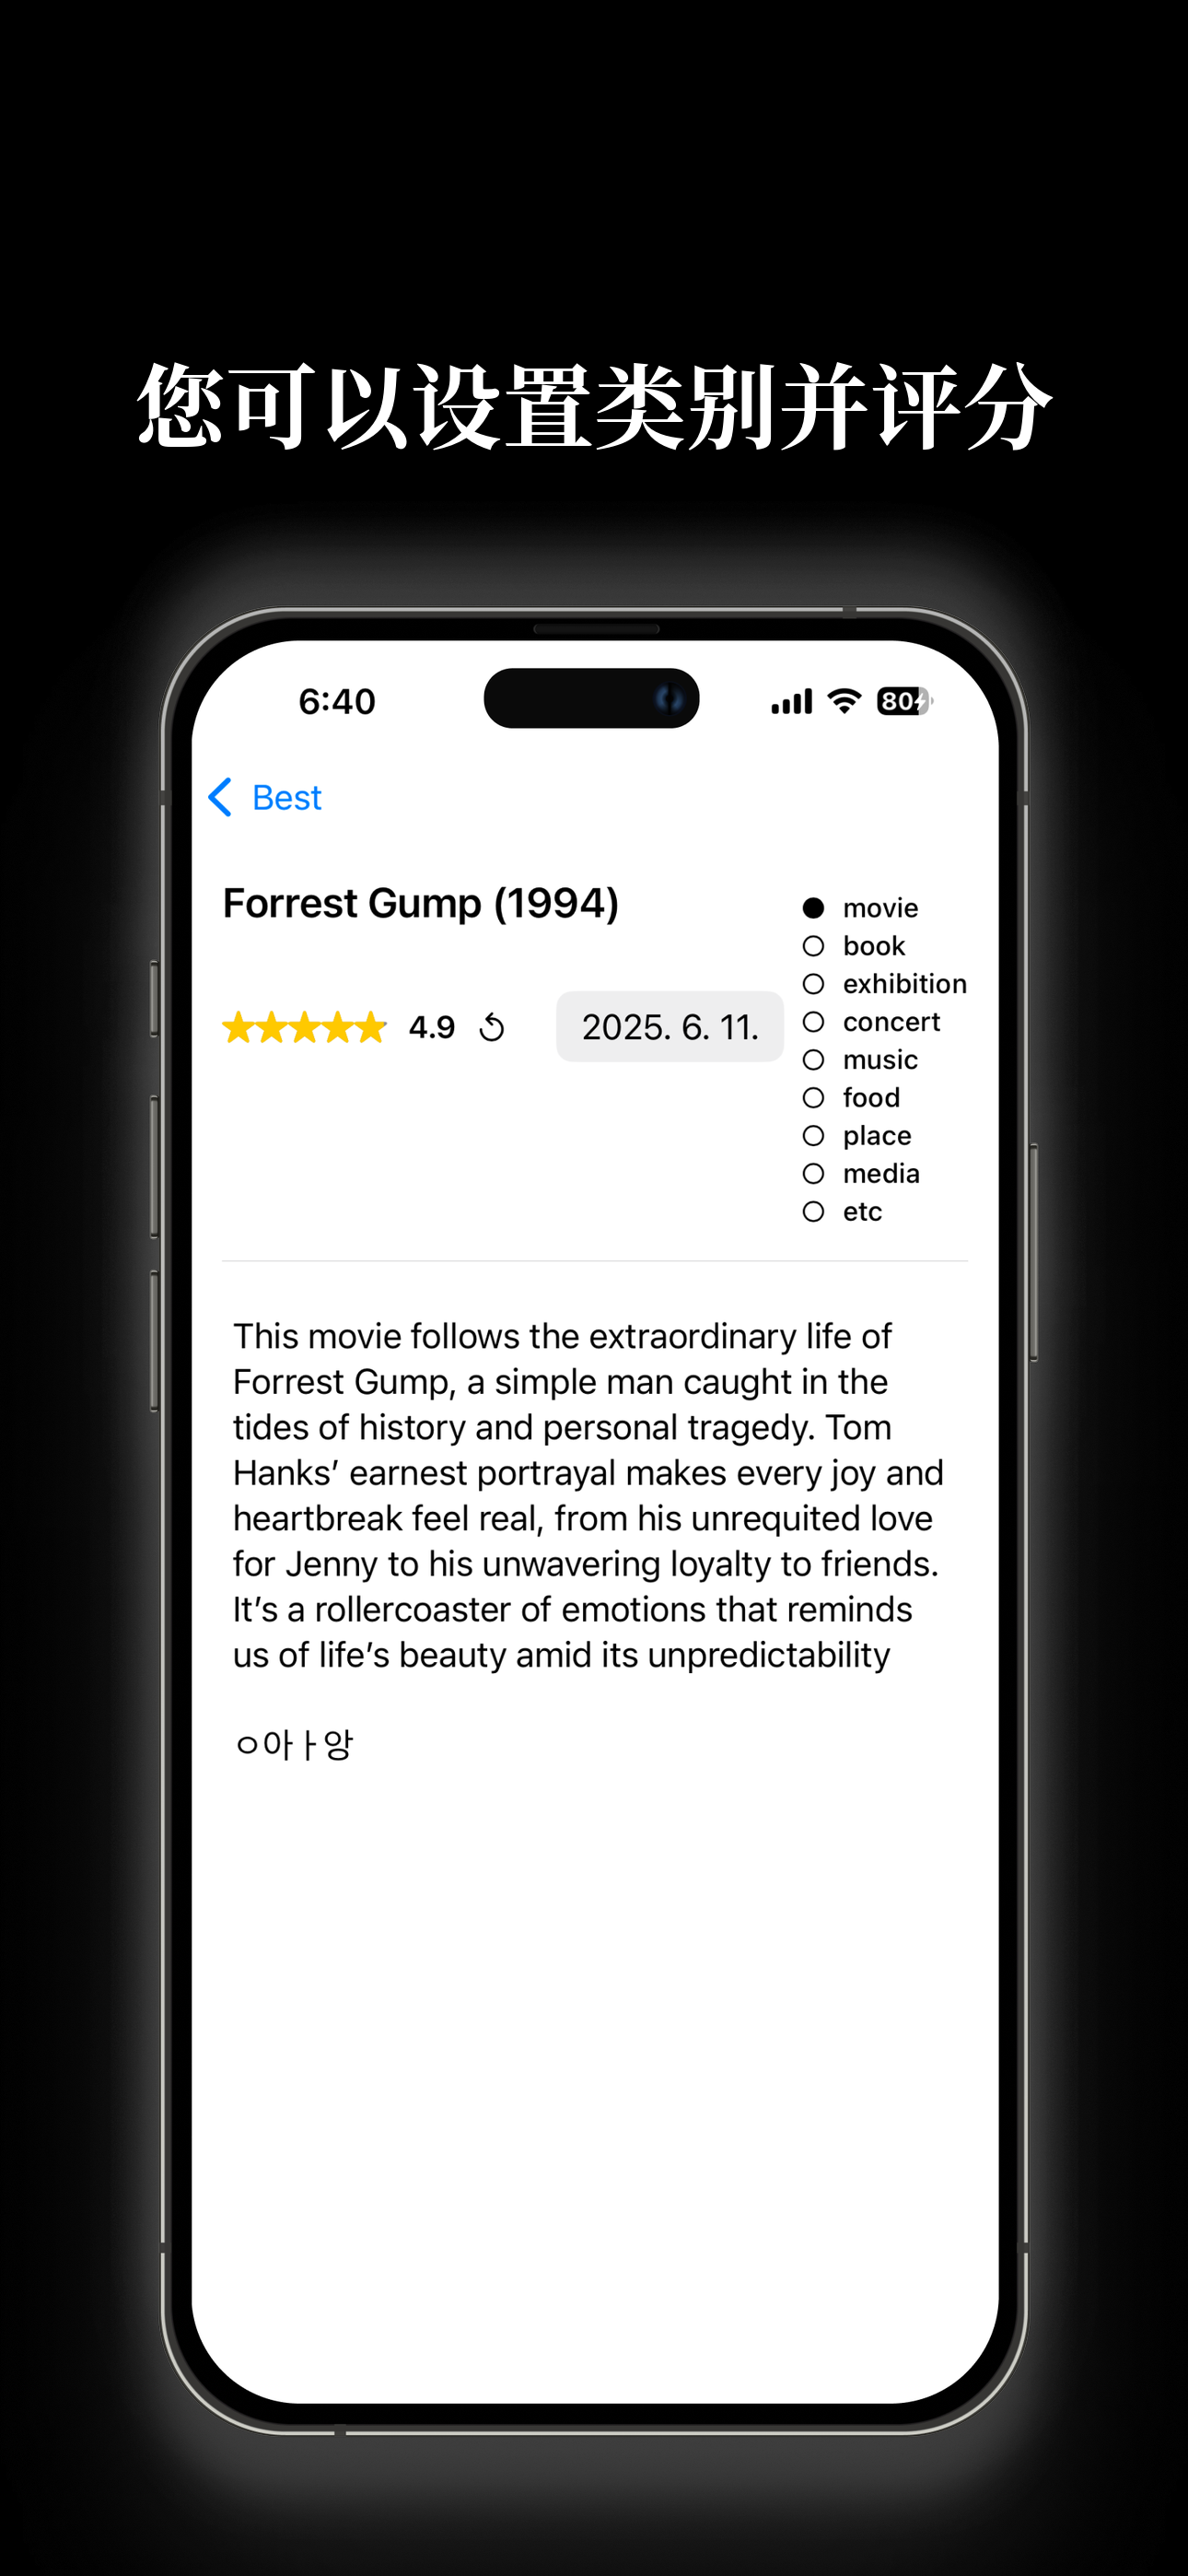 您可以设置类别并评分
6:40
80
Best
Forrest Gump (1994)
4.9
2025. 6. 11.
movie
book
exhibition
concert
music
food
place
media
etc
This movie follows the extraordinary life of
Forrest Gump, a simple man caught in the
tides of history and personal tragedy. Tom
Hanks’ earnest portrayal makes every joy and
heartbreak feel real, from his unrequited love
for Jenny to his unwavering loyalty to friends.
It’s a rollercoaster of emotions that reminds
us of life’s beauty amid its unpredictability
ㅇ아ㅏ앙